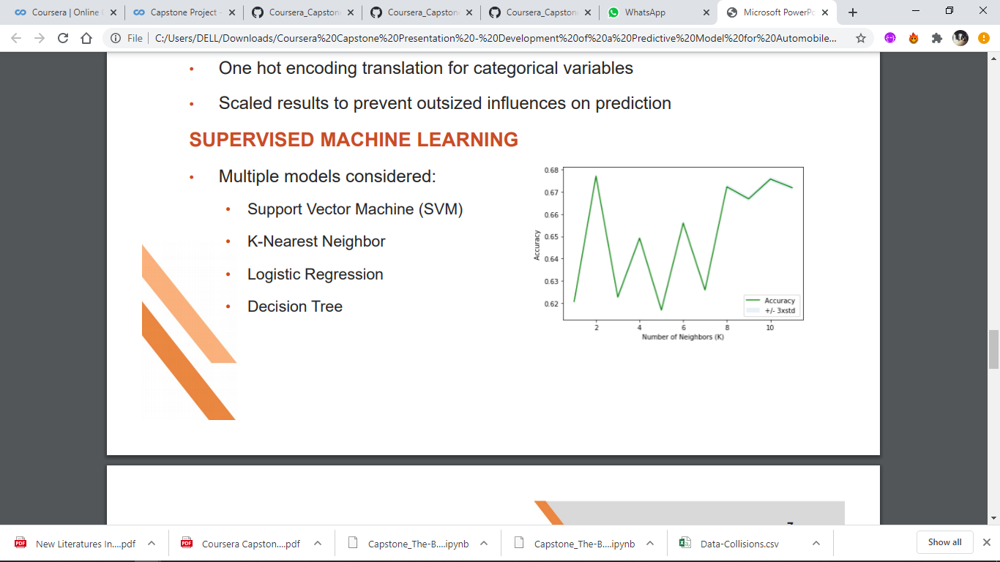 Coursera | Online
Capstone Project -
Coursera_Capston
Coursera_Capston
Coursera_Capston
WhatsApp
Microsoft PowerPo
File
C:/Users/DELL/Downloads/Coursera%20Capstone%20Presentation%20-%20Development%20of%20a%20Predictive%20Model%20for%20Automobile...
• One hot encoding translation for categorical variables
• Scaled results to prevent outsized influences on prediction
SUPERVISED MACHINE LEARNING
• Multiple models considered:
• Support Vector Machine (SVM)
• K-Nearest Neighbor
• Logistic Regression
• Decision Tree
0.68
0.67
0.66
0.65
0.64
0.63
0.62
Accuracy
Accuracy
+/- 3xstd
2 4 6 8 10
Number of Neighbors (K)
New Literatures In....pdf
Coursera Capston....pdf
Capstone_The-B....ipynb
Capstone_The-B....ipynb
Data-Collisions.csv
Show all